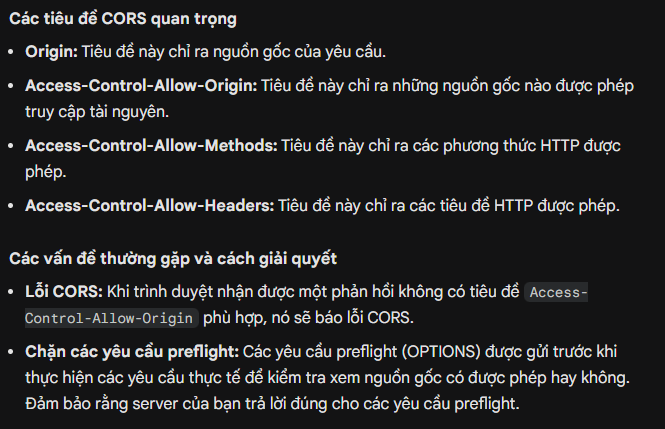 Các tiêu đề CORS quan trọng
• Origin: Tiêu đề này chỉ ra nguồn gốc của yêu cầu.
• Access-Control-Allow-Origin: Tiêu đề này chỉ ra những nguồn gốc nào được phép
truy cập tài nguyên.
• Access-Control-Allow-Methods: Tiêu đề này chỉ ra các phương thức HTTP được
phép.
• Access-Control-Allow-Headers: Tiêu đề này chỉ ra các tiêu đề HTTP được phép.
Các vấn đề thường gặp và cách giải quyết
• Lỗi CORS: Khi trình duyệt nhận được một phản hồi không có tiêu đề Access-
Control-Allow-Origin phù hợp, nó sẽ báo lỗi CORS.
• Chặn các yêu cầu preflight: Các yêu cầu preflight (OPTIONS) được gửi trước khi
thực hiện các yêu cầu thực tế để kiểm tra xem nguồn gốc có được phép hay không.
Đảm bảo rằng server của bạn trả lời đúng cho các yêu cầu preflight.